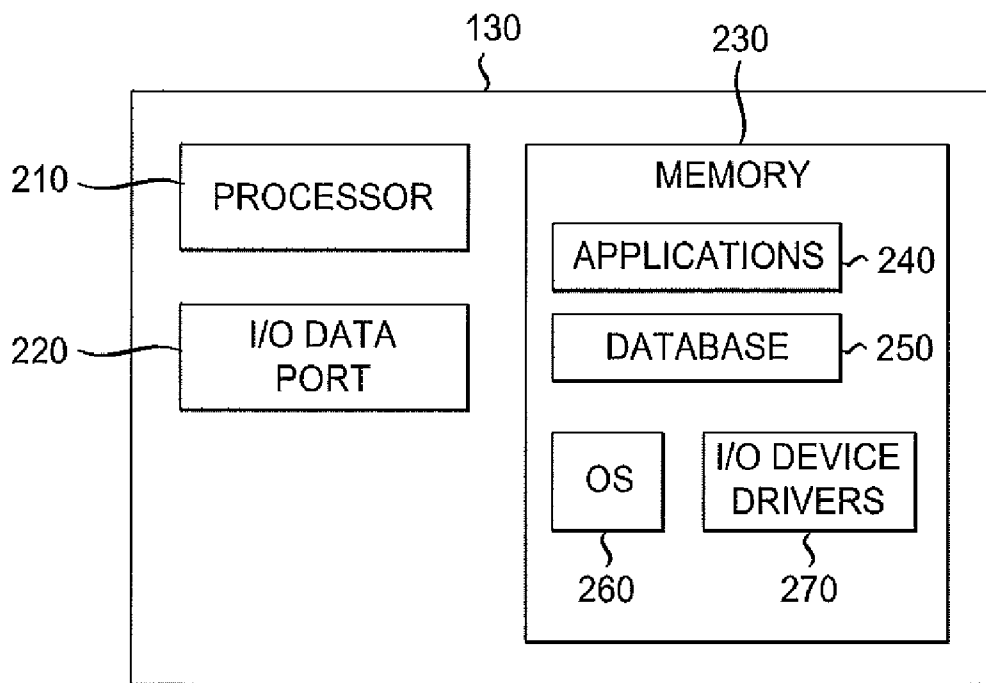 130
230
210
PROCESSOR
MEMORY
APPLICATIONS
240
220
I/O DATA
PORT
DATABASE
250
OS
I/O DEVICE
DRIVERS
260
270